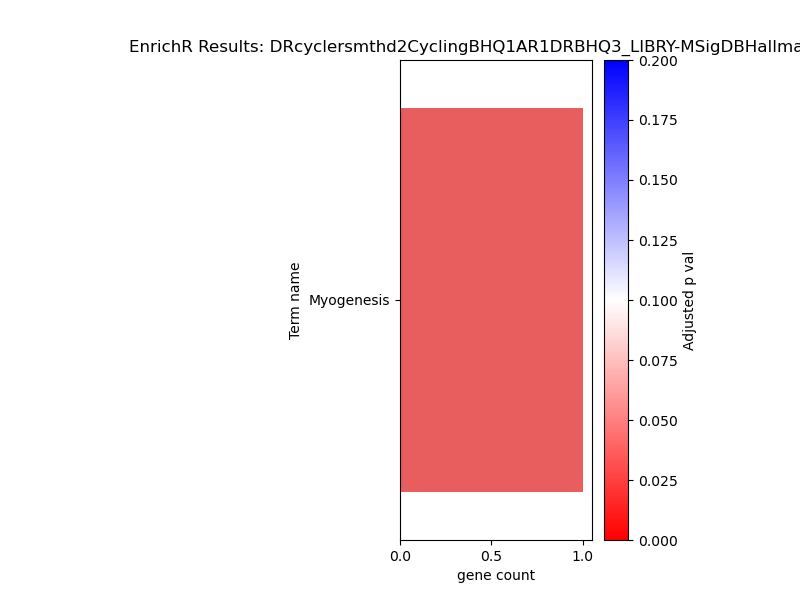 EnrichR Results: DRcyclersmthd2CyclingBHQ1AR1DRBHQ3_LIBRY-MSigDBHallma
Term name
Myogenesis
0.0 0.5 1.0
gene count
0.200
0.175
0.150
0.125
0.100
0.075
0.050
0.025
0.000
Adjusted p val